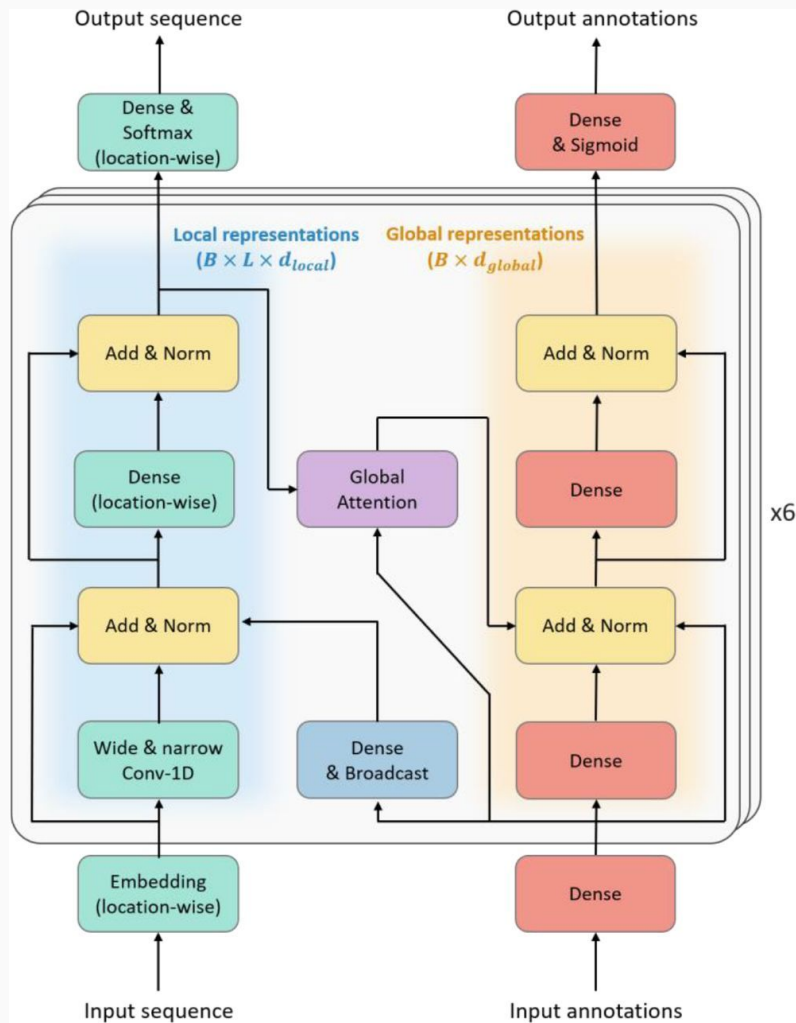 Output sequence
Output annotations
Dense &
Softmax
(location-wise)
Dense
& Sigmoid
Local representations
(B × L × d_local)
Global representations
(B × d_global)
Add & Norm
Add & Norm
Dense
(location-wise)
Global
Attention
Dense
x6
Add & Norm
Add & Norm
Wide & narrow
Conv-1D
Dense
& Broadcast
Dense
Embedding
(location-wise)
Dense
Input sequence
Input annotations